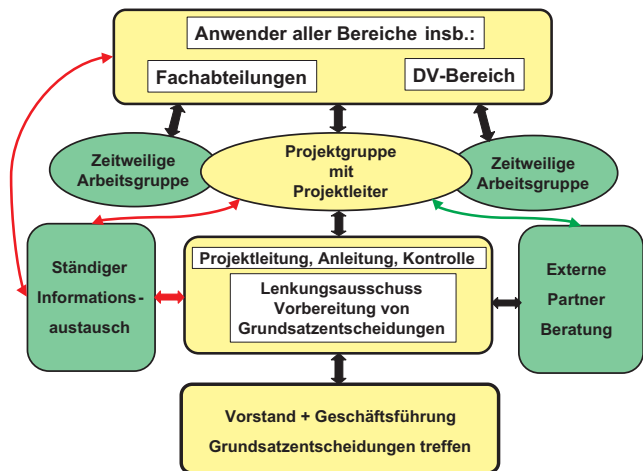 Anwender aller Bereiche insb.:
Fachabteilungen
DV-Bereich
Zeitweilige
Arbeitsgruppe
Projektgruppe
mit
Projektleiter
Zeitweilige
Arbeitsgruppe
Ständiger
Informations-
austausch
Projektleitung, Anleitung, Kontrolle
Lenkungsausschuss
Vorbereitung von
Grundsatzentscheidungen
Externe
Partner
Beratung
Vorstand + Geschäftsführung
Grundsatzentscheidungen treffen